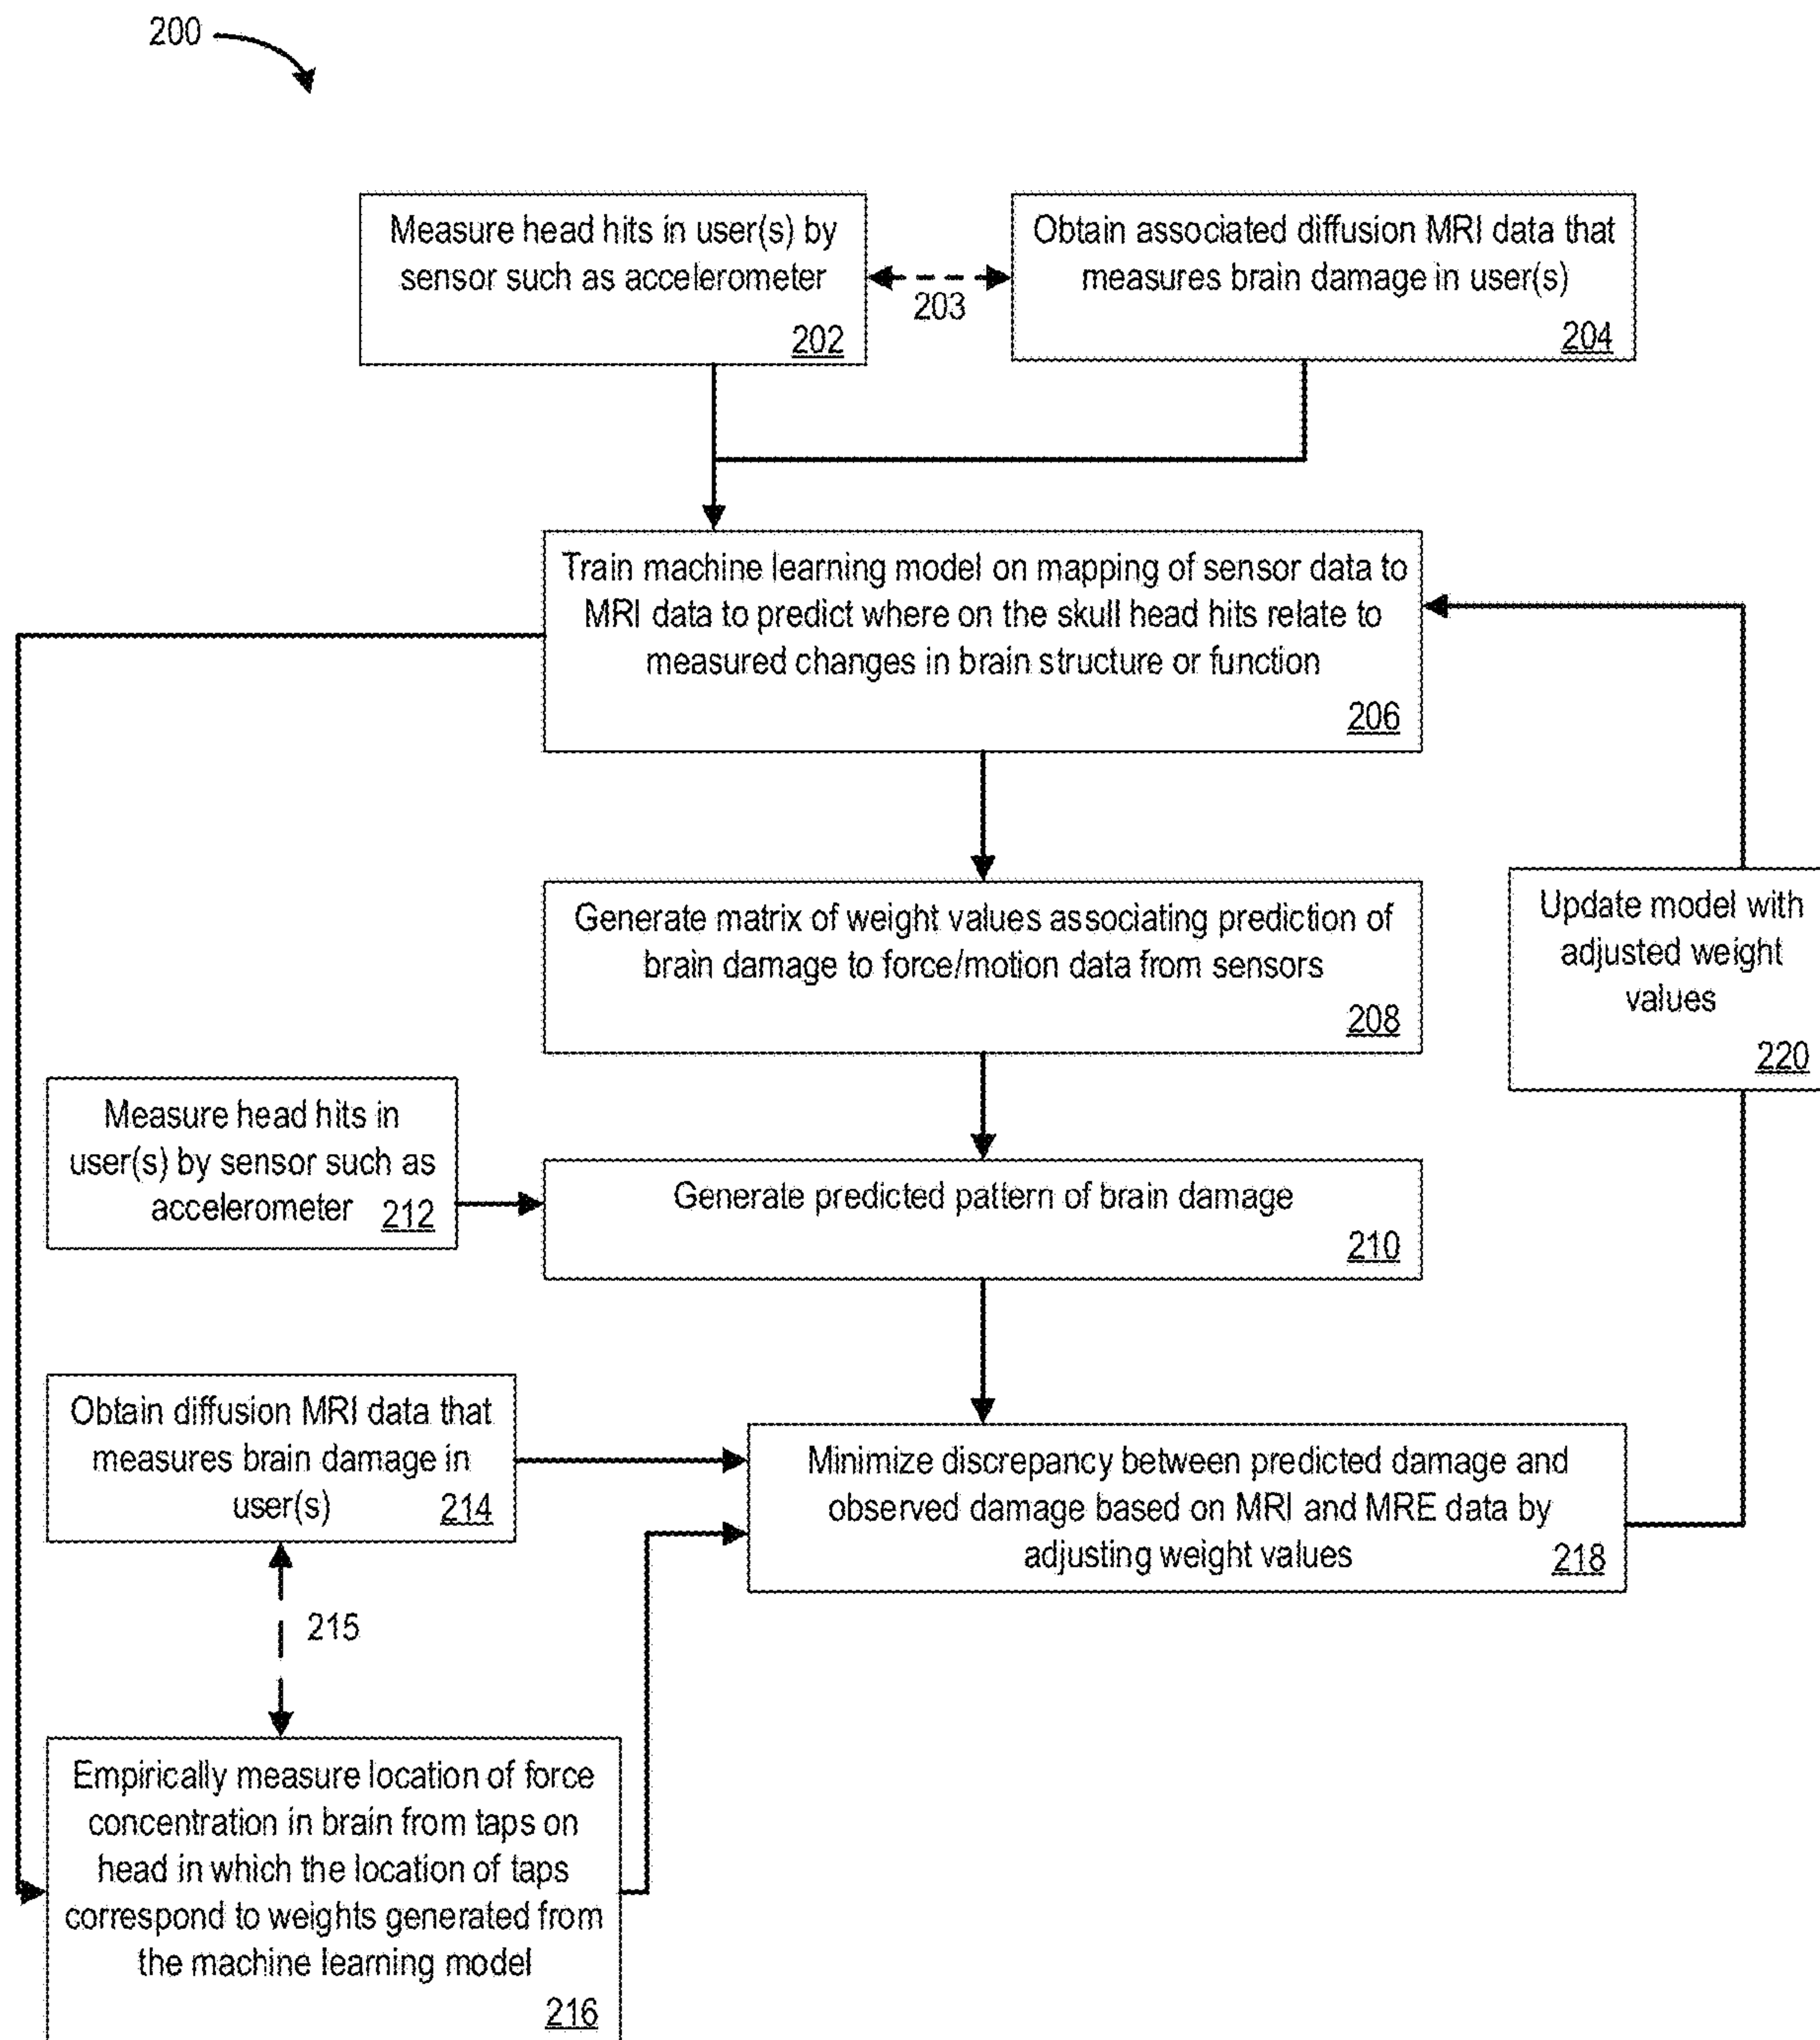 200
Measure head hits in user(s) by
sensor such as accelerometer
202
203
Obtain associated diffusion MRI data that
measures brain damage in user(s)
204
Train machine learning model on mapping of sensor data to
MRI data to predict where on the skull head hits relate to
measured changes in brain structure or function
206
Generate matrix of weight values associating prediction of
brain damage to force/motion data from sensors
208
Update model with
adjusted weight
values
220
Measure head hits in
user(s) by sensor such as
accelerometer 212
Generate predicted pattern of brain damage
210
Obtain diffusion MRI data that
measures brain damage in
user(s) 214
Minimize discrepancy between predicted damage and
observed damage based on MRI and MRE data by
adjusting weight values 218
215
Empirically measure location of force
concentration in brain from taps on
head in which the location of taps
correspond to weights generated from
the machine learning model
216